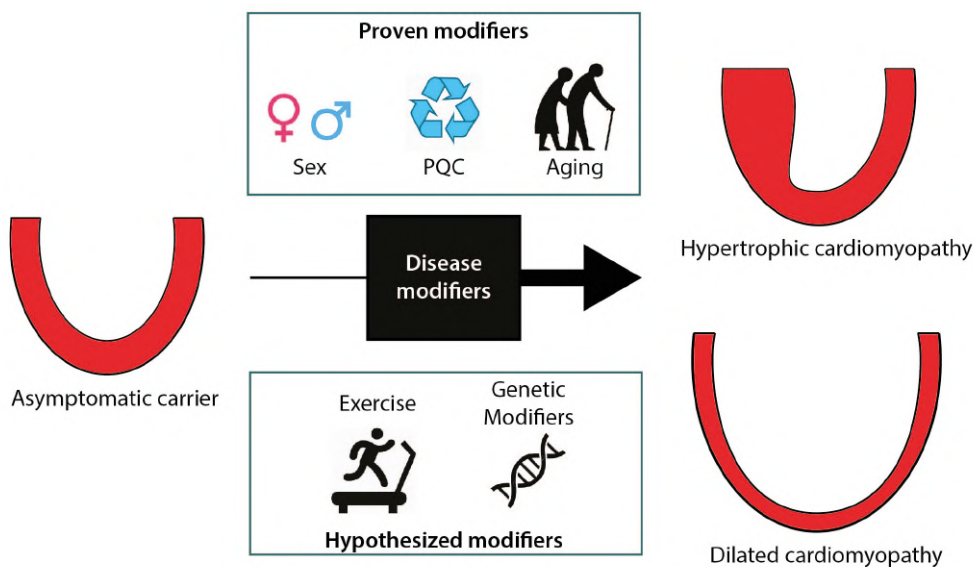 Proven modifiers
Sex
PQC
Aging
Asymptomatic carrier
Disease
modifiers
Exercise
Genetic
Modifiers
Hypothesized modifiers
Hypertrophic cardiomyopathy
Dilated cardiomyopathy